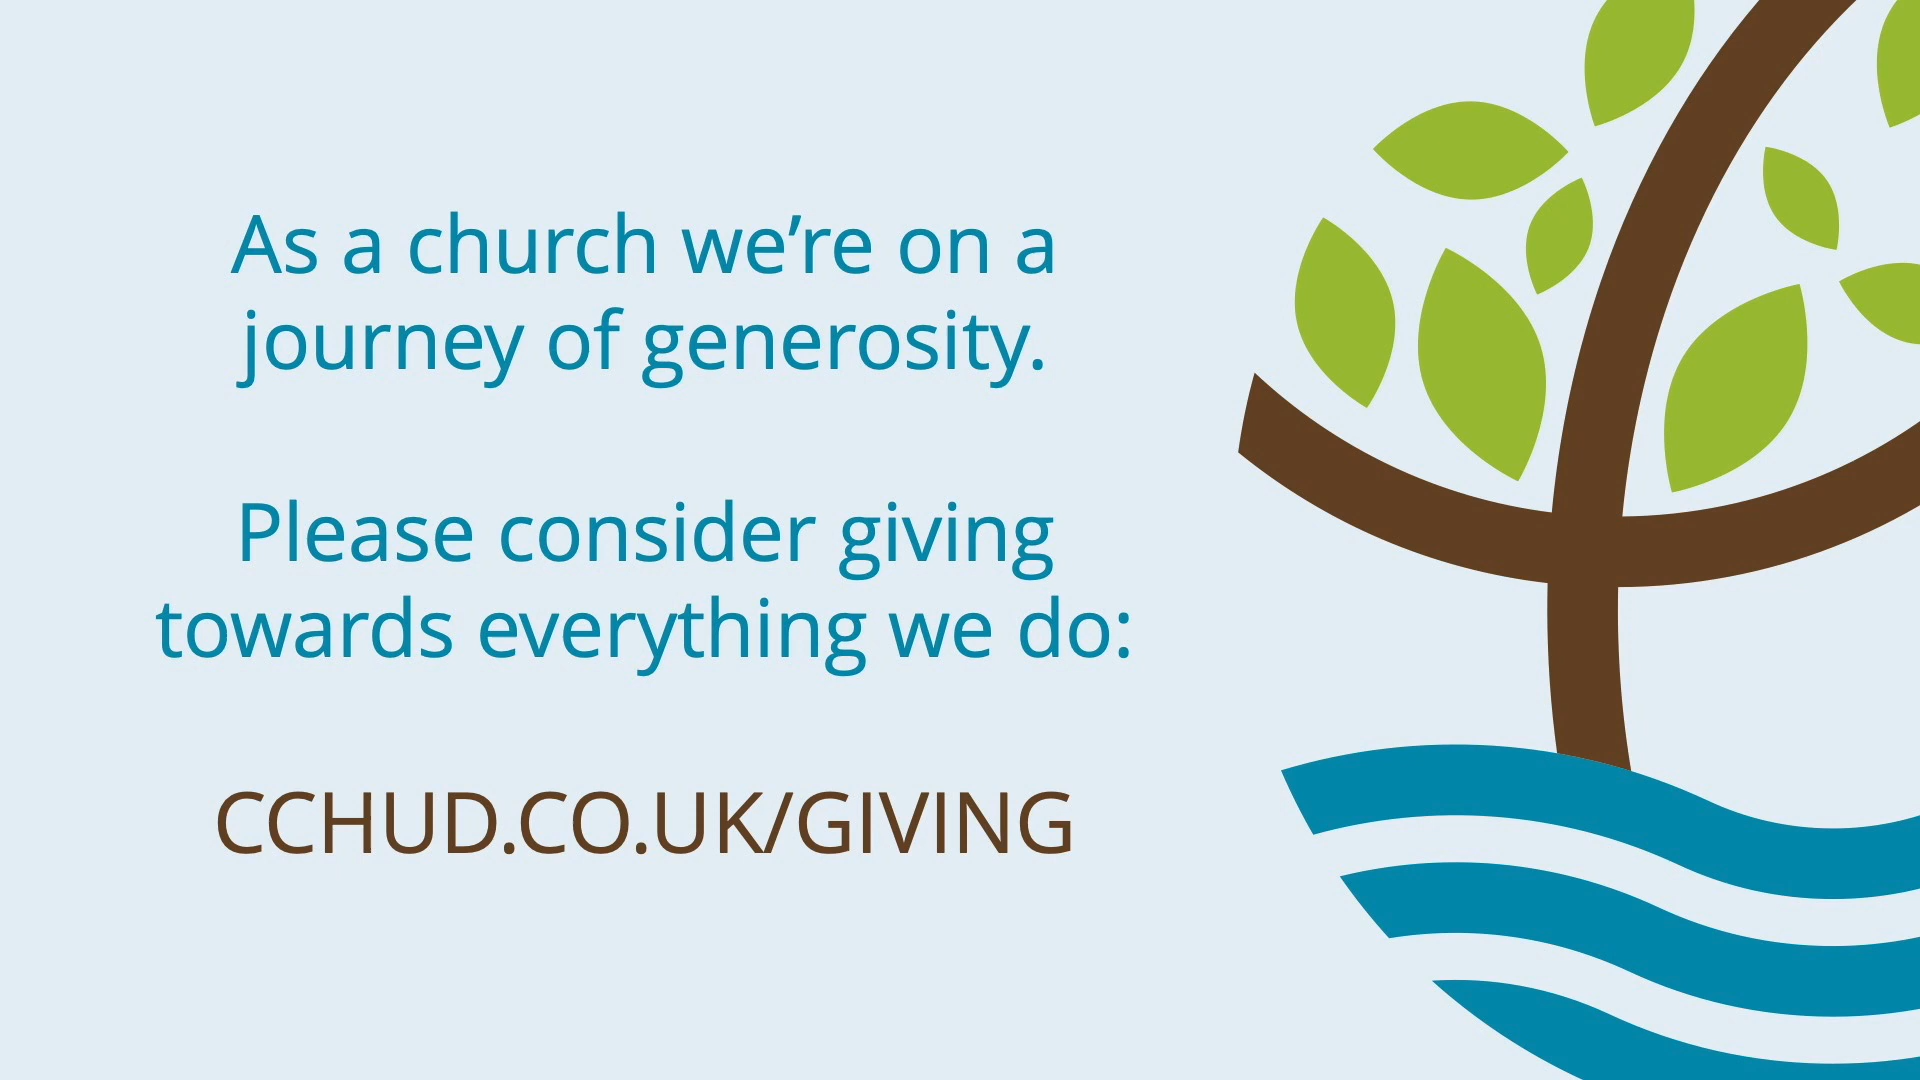 As a church we’re on a
journey of generosity.
Please consider giving
towards everything we do:
CCHUD.CO.UK/GIVING